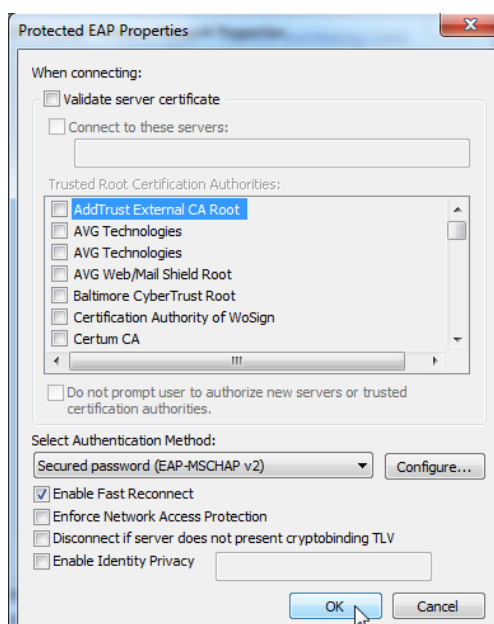 Protected EAP Properties
When connecting:
Validate server certificate
Connect to these servers:
Trusted Root Certification Authorities:
AddTrust External CA Root
AVG Technologies
AVG Technologies
AVG Web/Mail Shield Root
Baltimore CyberTrust Root
Certification Authority of WoSign
Certum CA
Do not prompt user to authorize new servers or trusted
certification authorities.
Select Authentication Method:
Secured password (EAP-MSCHAP v2) Configure...
Enable Fast Reconnect
Enforce Network Access Protection
Disconnect if server does not present cryptobinding TLV
Enable Identity Privacy
OK Cancel